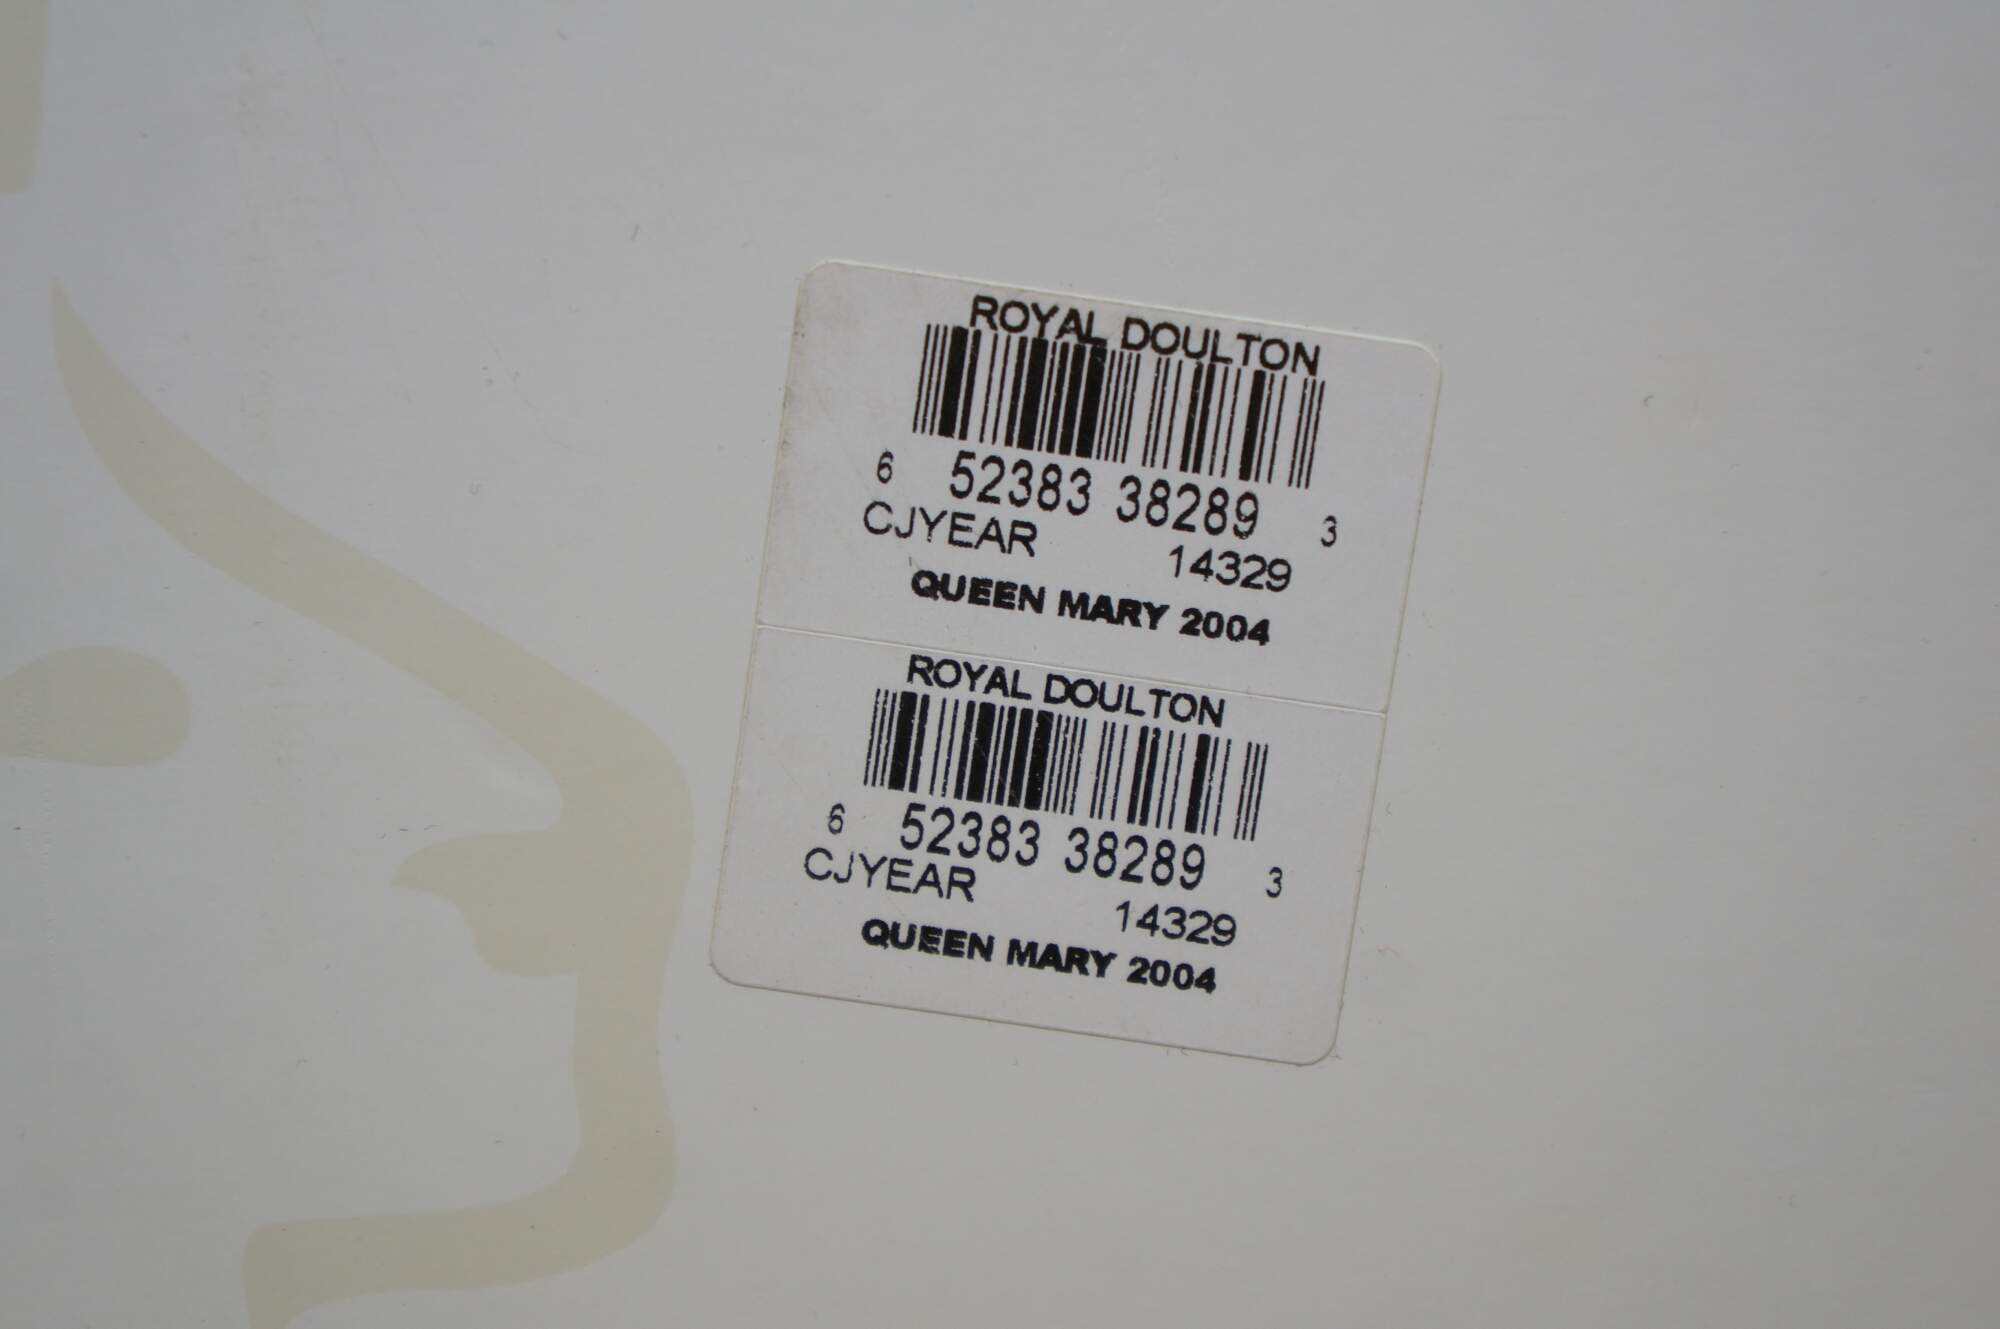 ROYAL DOULTON
6 52383 38289 3
CJYEAR 14329
QUEEN MARY 2004
ROYAL DOULTON
6 52383 38289 3
CJYEAR 14329
QUEEN MARY 2004